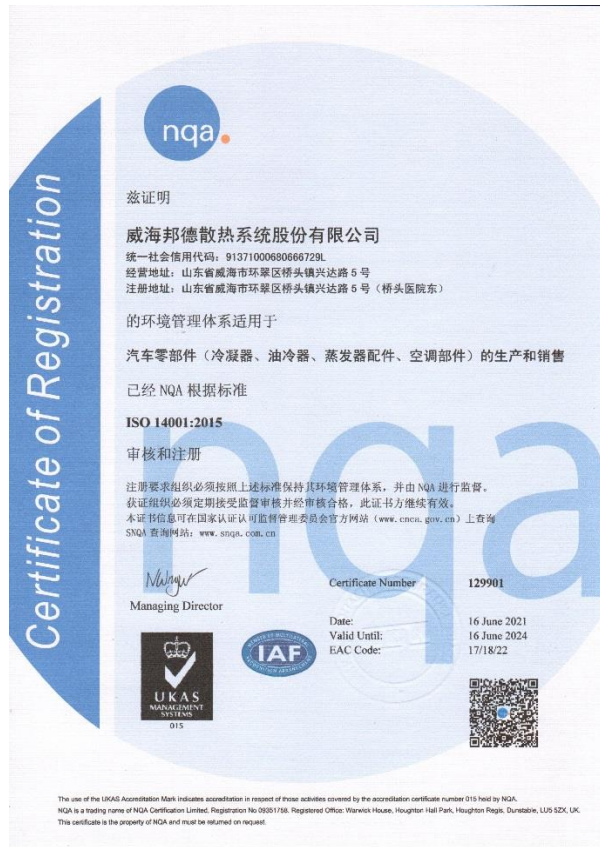 Certificate of Registration
nqa.
兹证明
威海邦德散热系统股份有限公司
统一社会信用代码：91371000680666729L
经营地址：山东省威海市环翠区桥头镇兴达路 5 号
注册地址：山东省威海市环翠区桥头镇兴达路 5 号（桥头医院东）
的环境管理体系适用于
汽车零部件（冷凝器、油冷器、蒸发器配件、空调部件）的生产和销售
已经 NQA 根据标准
ISO 14001:2015
审核和注册
注册要求组织必须按照上述标准保持其环境管理体系，并由 NQA 进行监督。
获证组织必须定期接受监督审核并经审核合格，此证书方继续有效。
本证书信息可在国家认证认可监督管理委员会官方网站（www.cnca.gov.cn）上查询
SNQA 查询网站：www.snqa.com.cn
nqa
Managing Director
Certificate Number 129901
Date: 16 June 2021
Valid Until: 16 June 2024
EAC Code: 17/18/22
UKAS
MANAGEMENT
SYSTEMS
015
MEMBER OF MULTILATERAL
IAF
RECOGNITION ARRANGEMENT
The use of the UKAS Accreditation Mark indicates accreditation in respect of those activities covered by the accreditation certificate number 015 held by NQA.
NQA is a trading name of NQA Certification Limited, Registration No 09351758. Registered Office: Warwick House, Houghton Hall Park, Houghton Regis, Dunstable, LU5 5ZX, UK.
This certificate is the property of NQA and must be returned on request.